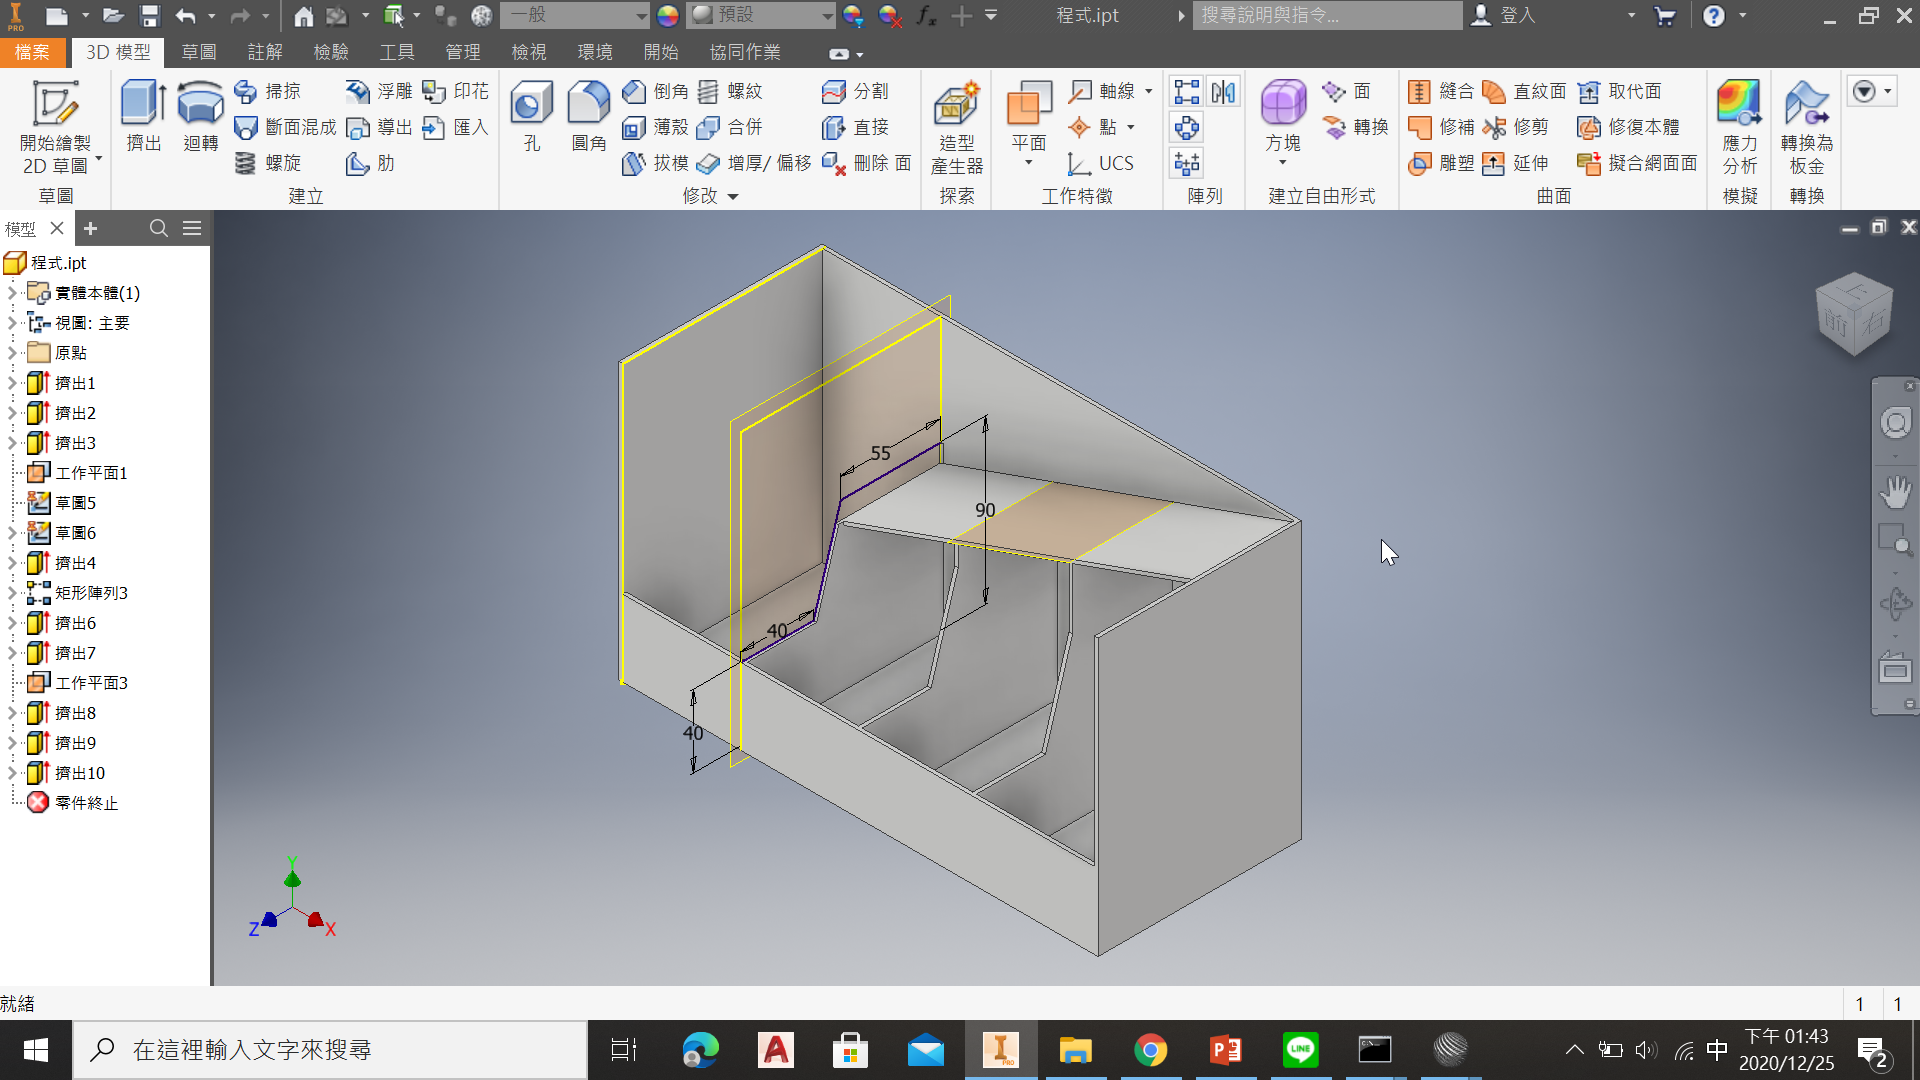 PRO 一般 預設 fx 程式.ipt 搜尋說明與指令... 登入
檔案 3D 模型 草圖 註解 檢驗 工具 管理 檢視 環境 開始 協同作業
開始繪製
2D 草圖
草圖
擠出 迴轉 掃掠 浮雕 印花
斷面混成 導出 匯入
螺旋 肋
建立
孔 圓角 倒角 螺紋 分割
薄殼 合併 直接
拔模 增厚/ 偏移 刪除 面
修改
造型
產生器
探索
平面 軸線
點
UCS
工作特徵
陣列
方塊 面
轉換
建立自由形式
縫合 直紋面 取代面
修補 修剪 修復本體
雕塑 延伸 擬合網面面
曲面
應力
分析
模擬
轉換為
板金
轉換
模型
程式.ipt
實體本體(1)
視圖: 主要
原點
擠出1
擠出2
擠出3
工作平面1
草圖5
草圖6
擠出4
矩形陣列3
擠出6
擠出7
工作平面3
擠出8
擠出9
擠出10
零件終止
上
前 右
55
90
40
40
Y
Z X
就緒 1 1
在這裡輸入文字來搜尋
A I PRO P LINE
中 下午 01:43
2020/12/25
2